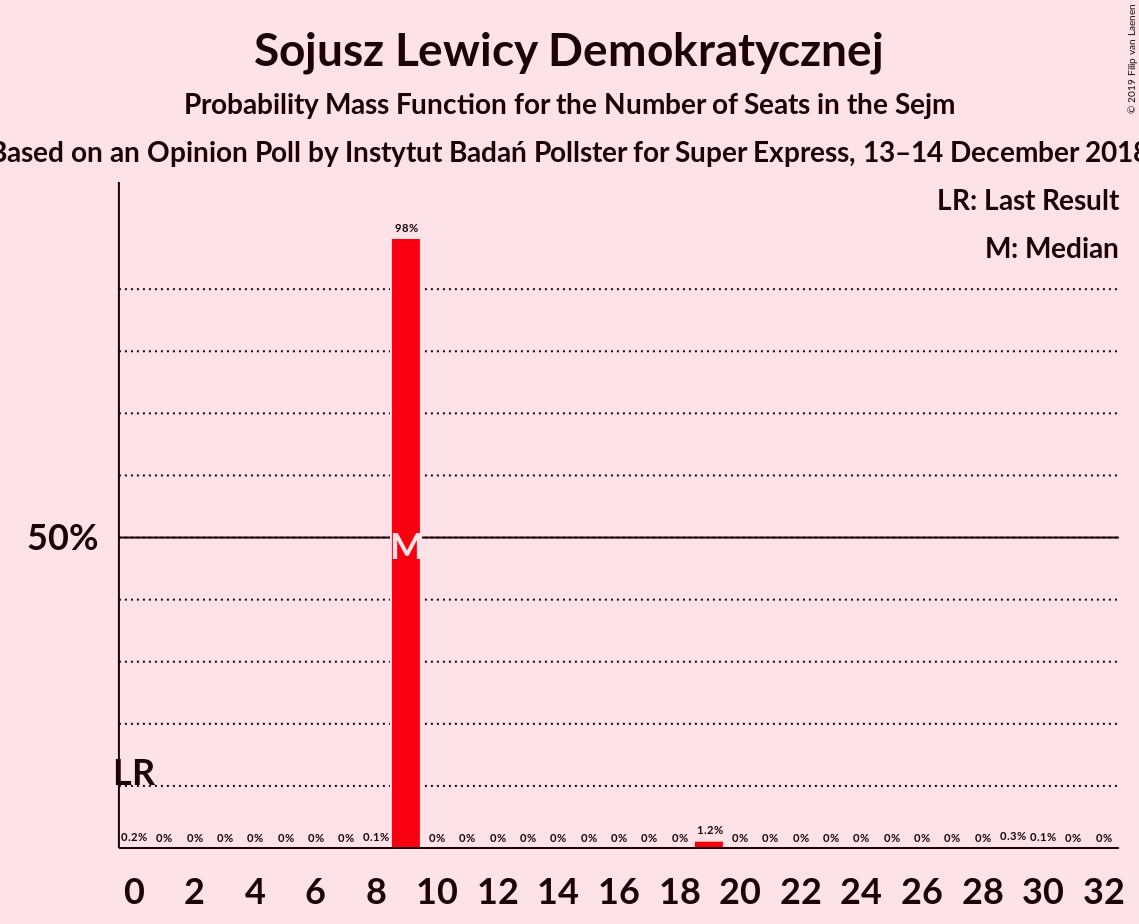 Sojusz Lewicy Demokratycznej
Probability Mass Function for the Number of Seats in the Sejm
Based on an Opinion Poll by Instytut Badań Pollster for Super Express, 13–14 December 2018
© 2019 Filip van Laenen
LR: Last Result
M: Median
98%
50%
M
LR
0.2% 0% 0% 0% 0% 0% 0% 0% 0.1% 0% 0% 0% 0% 0% 0% 0% 0% 0% 1.2% 0% 0% 0% 0% 0% 0% 0% 0% 0% 0.3% 0.1% 0% 0%
0 2 4 6 8 10 12 14 16 18 20 22 24 26 28 30 32